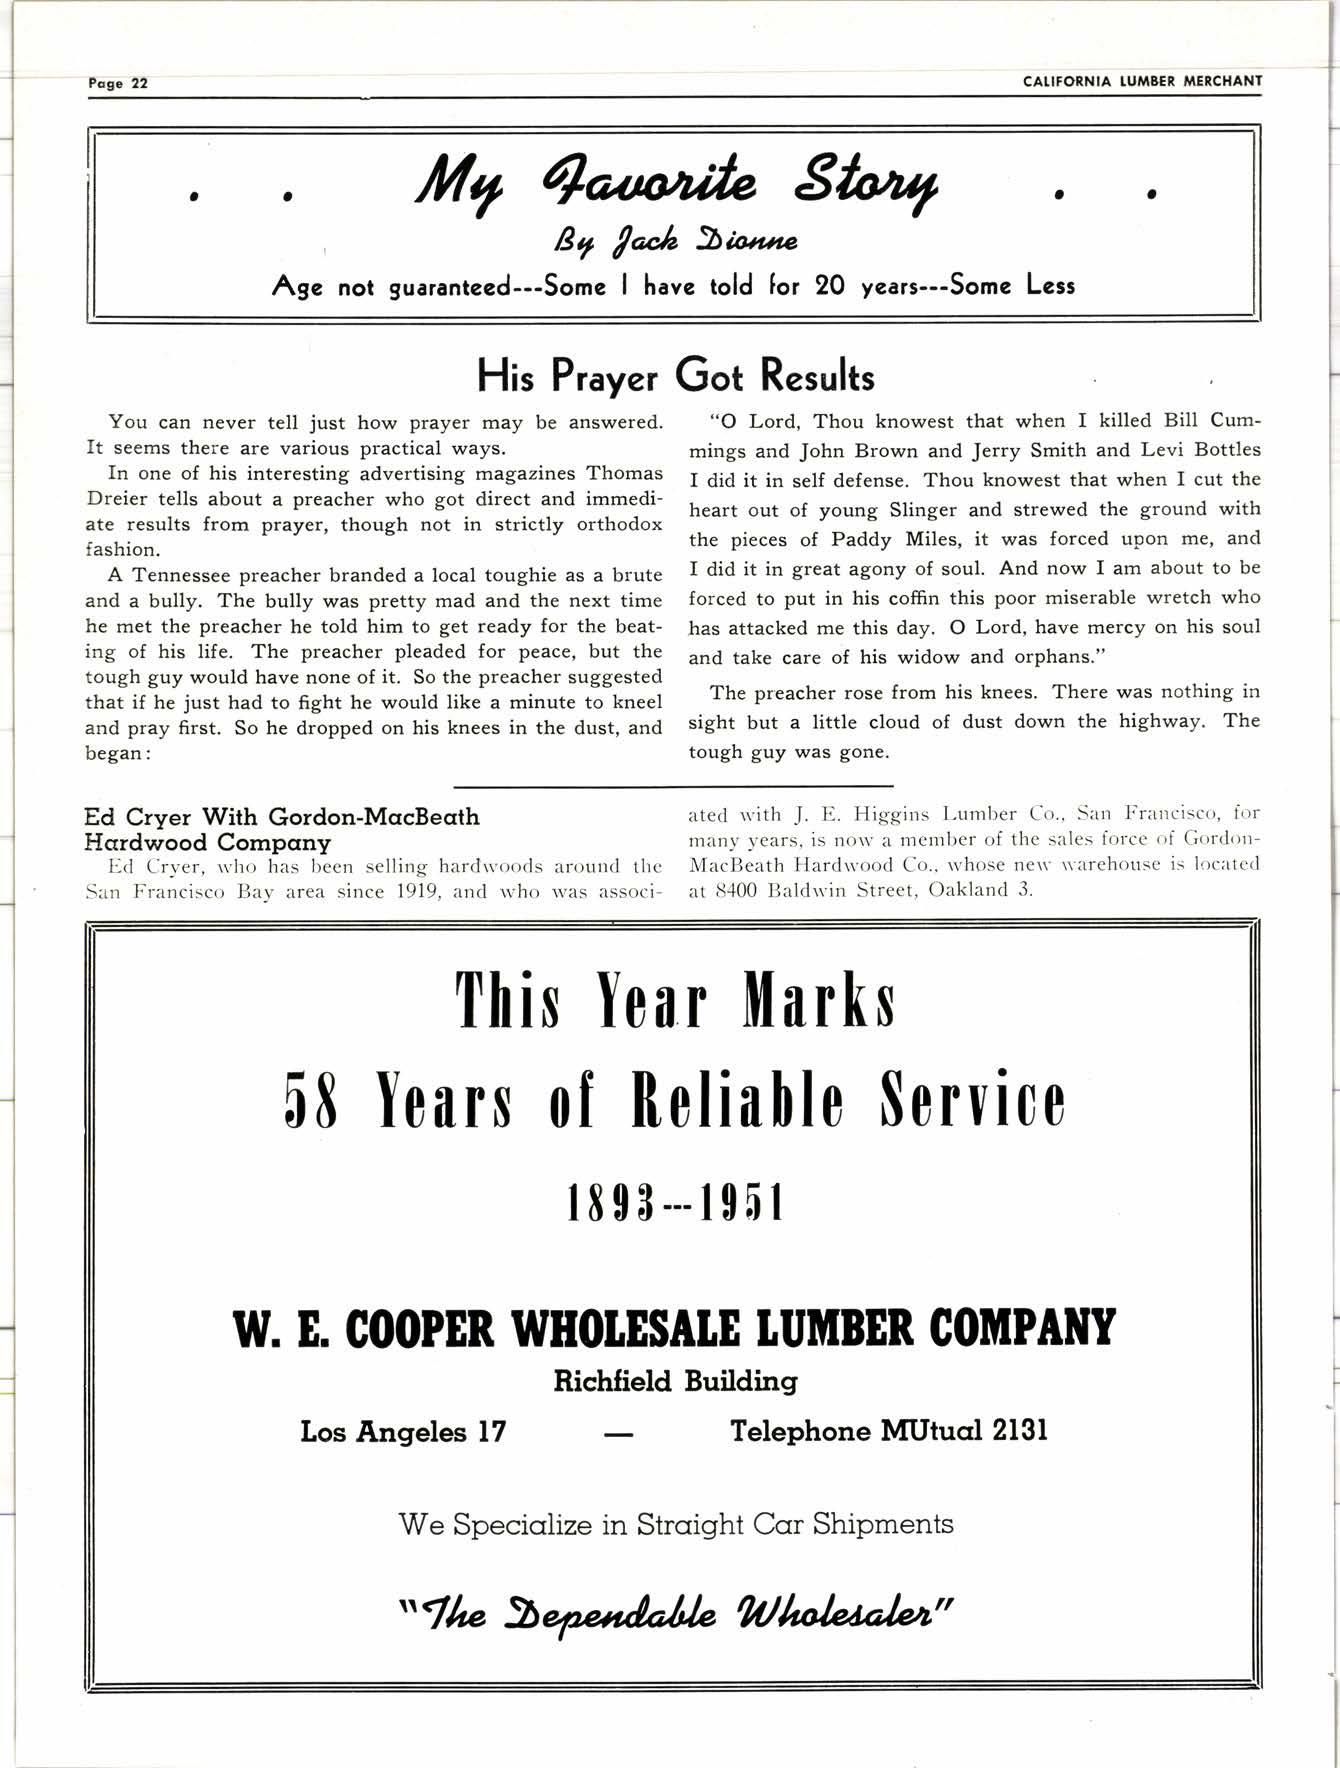 Page 22
CALIFORNIA LUMBER MERCHANT
. . My Favorite Story . .
By Jack Dionne
Age not guaranteed---Some I have told for 20 years---Some Less
His Prayer Got Results
You can never tell just how prayer may be answered.
It seems there are various practical ways.
In one of his interesting advertising magazines Thomas
Dreier tells about a preacher who got direct and immedi-
ate results from prayer, though not in strictly orthodox
fashion.
A Tennessee preacher branded a local toughie as a brute
and a bully. The bully was pretty mad and the next time
he met the preacher he told him to get ready for the beat-
ing of his life. The preacher pleaded for peace, but the
tough guy would have none of it. So the preacher suggested
that if he just had to fight he would like a minute to kneel
and pray first. So he dropped on his knees in the dust, and
began:
"O Lord, Thou knowest that when I killed Bill Cum-
mings and John Brown and Jerry Smith and Levi Bottles
I did it in self defense. Thou knowest that when I cut the
heart out of young Slinger and strewed the ground with
the pieces of Paddy Miles, it was forced upon me, and
I did it in great agony of soul. And now I am about to be
forced to put in his coffin this poor miserable wretch who
has attacked me this day. O Lord, have mercy on his soul
and take care of his widow and orphans."
The preacher rose from his knees. There was nothing in
sight but a little cloud of dust down the highway. The
tough guy was gone.
Ed Cryer With Gordon-MacBeath
Hardwood Company
Ed Cryer, who has been selling hardwoods around the
San Francisco Bay area since 1919, and who was associ-
ated with J. E. Higgins Lumber Co., San Francisco, for
many years, is now a member of the sales force of Gordon-
MacBeath Hardwood Co., whose new warehouse is located
at 8400 Baldwin Street, Oakland 3.
This Year Marks
58 Years of Reliable Service
1893---1951
W. E. COOPER WHOLESALE LUMBER COMPANY
Richfield Building
Los Angeles 17 — Telephone MUtual 2131
We Specialize in Straight Car Shipments
"The Dependable Wholesaler"